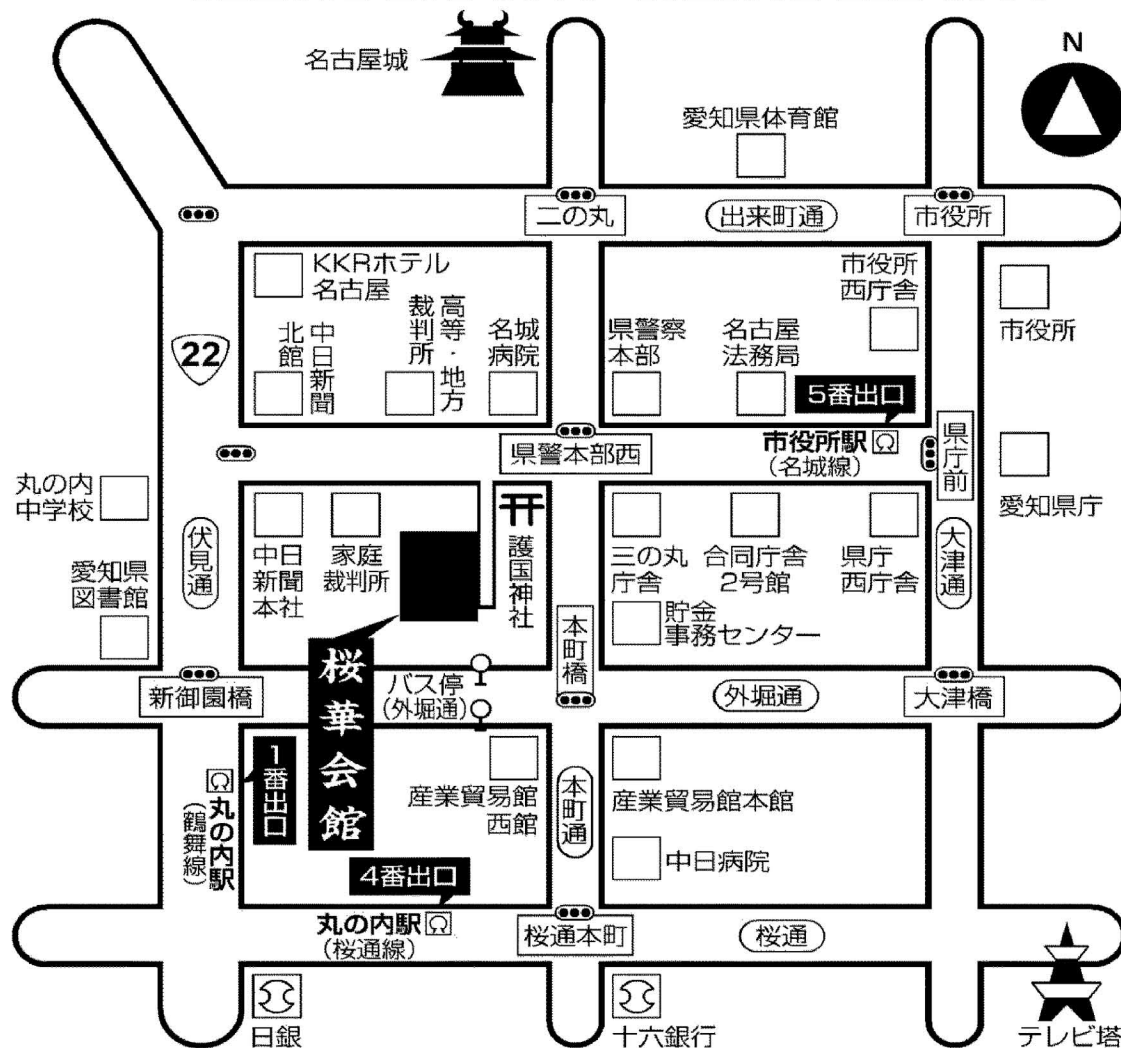 名古屋城
N
愛知県体育館
二の丸
出来町通
市役所
KKRホテル
名古屋
市役所
西庁舎
市役所
22
中日新聞
北館
高等・地方
裁判所
名城
病院
県警察
本部
名古屋
法務局
5番出口
県警本部西
市役所駅
(名城線)
県庁前
愛知県庁
丸の内
中学校
伏見通
中日
新聞
本社
家庭
裁判所
護国神社
三の丸
庁舎
合同庁舎
2号館
県庁
西庁舎
大津通
愛知県
図書館
貯金
事務センター
本町橋
新御園橋
桜華会館
バス停
(外堀通)
外堀通
大津橋
1番出口
丸の内駅
(鶴舞線)
産業貿易館
西館
本町通
産業貿易館本館
中日病院
4番出口
丸の内駅
(桜通線)
桜通本町
桜通
日銀
十六銀行
テレビ塔